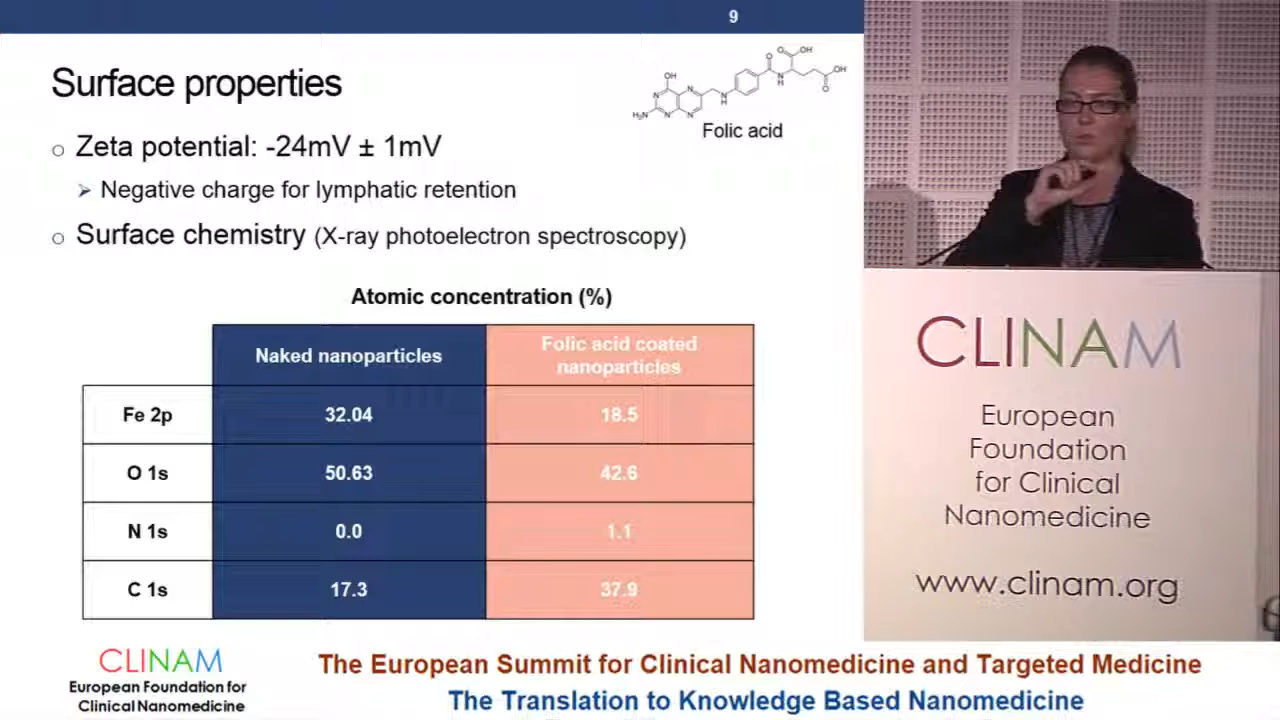 9
Surface properties
OH
O
OH
O
OH
N
N
N
H
N
H
O
H₂N
N
N
Folic acid
Zeta potential: -24mV ± 1mV
Negative charge for lymphatic retention
Surface chemistry (X-ray photoelectron spectroscopy)
Atomic concentration (%)
Naked nanoparticles
Folic acid coated
nanoparticles
Fe 2p 32.04 18.5
O 1s 50.63 42.6
N 1s 0.0 1.1
C 1s 17.3 37.9
CLINAM
European
Foundation
for Clinical
Nanomedicine
www.clinam.org
CLINAM
European Foundation for
Clinical Nanomedicine
The European Summit for Clinical Nanomedicine and Targeted Medicine
The Translation to Knowledge Based Nanomedicine